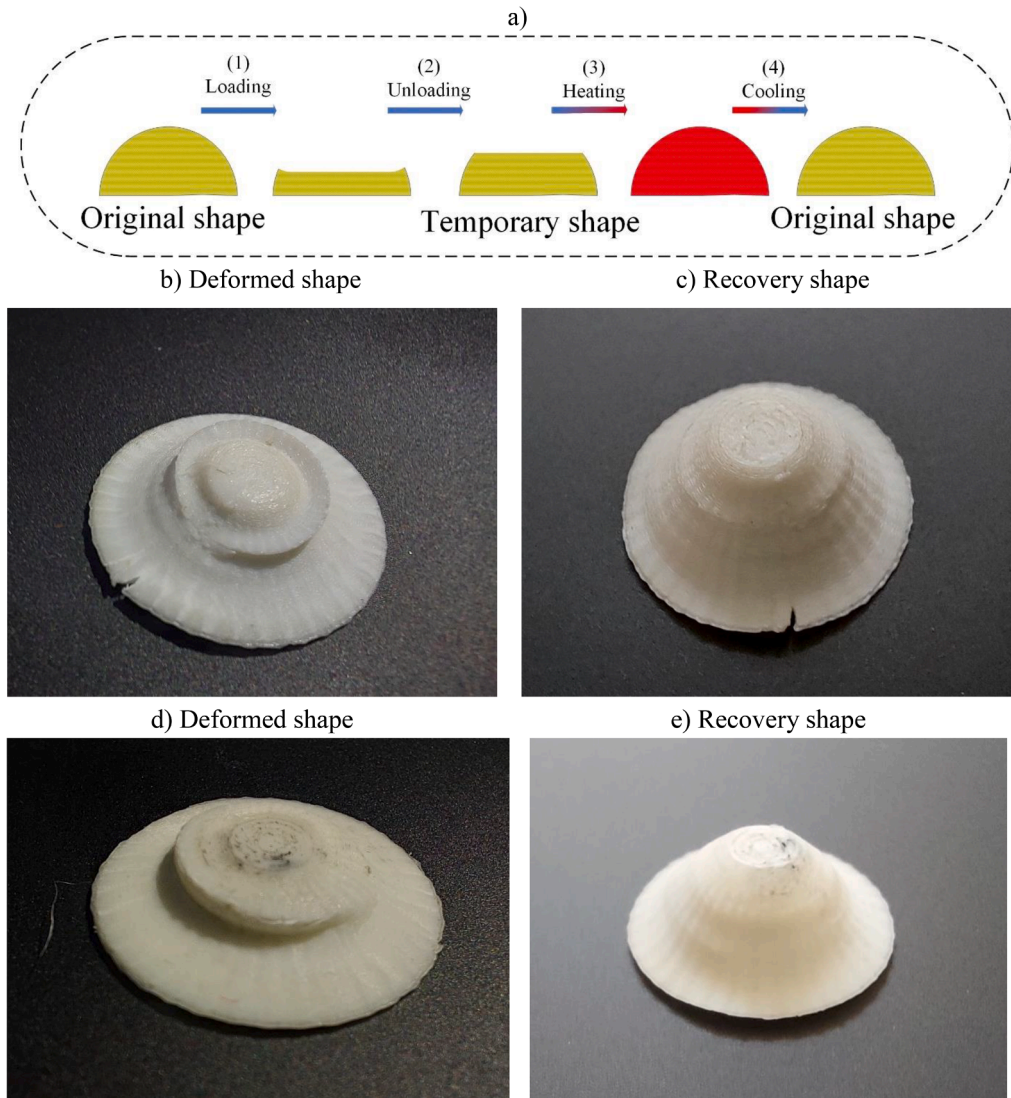 a)
(1) (2) (3) (4)
Loading Unloading Heating Cooling
Original shape Temporary shape Original shape
b) Deformed shape c) Recovery shape
d) Deformed shape e) Recovery shape